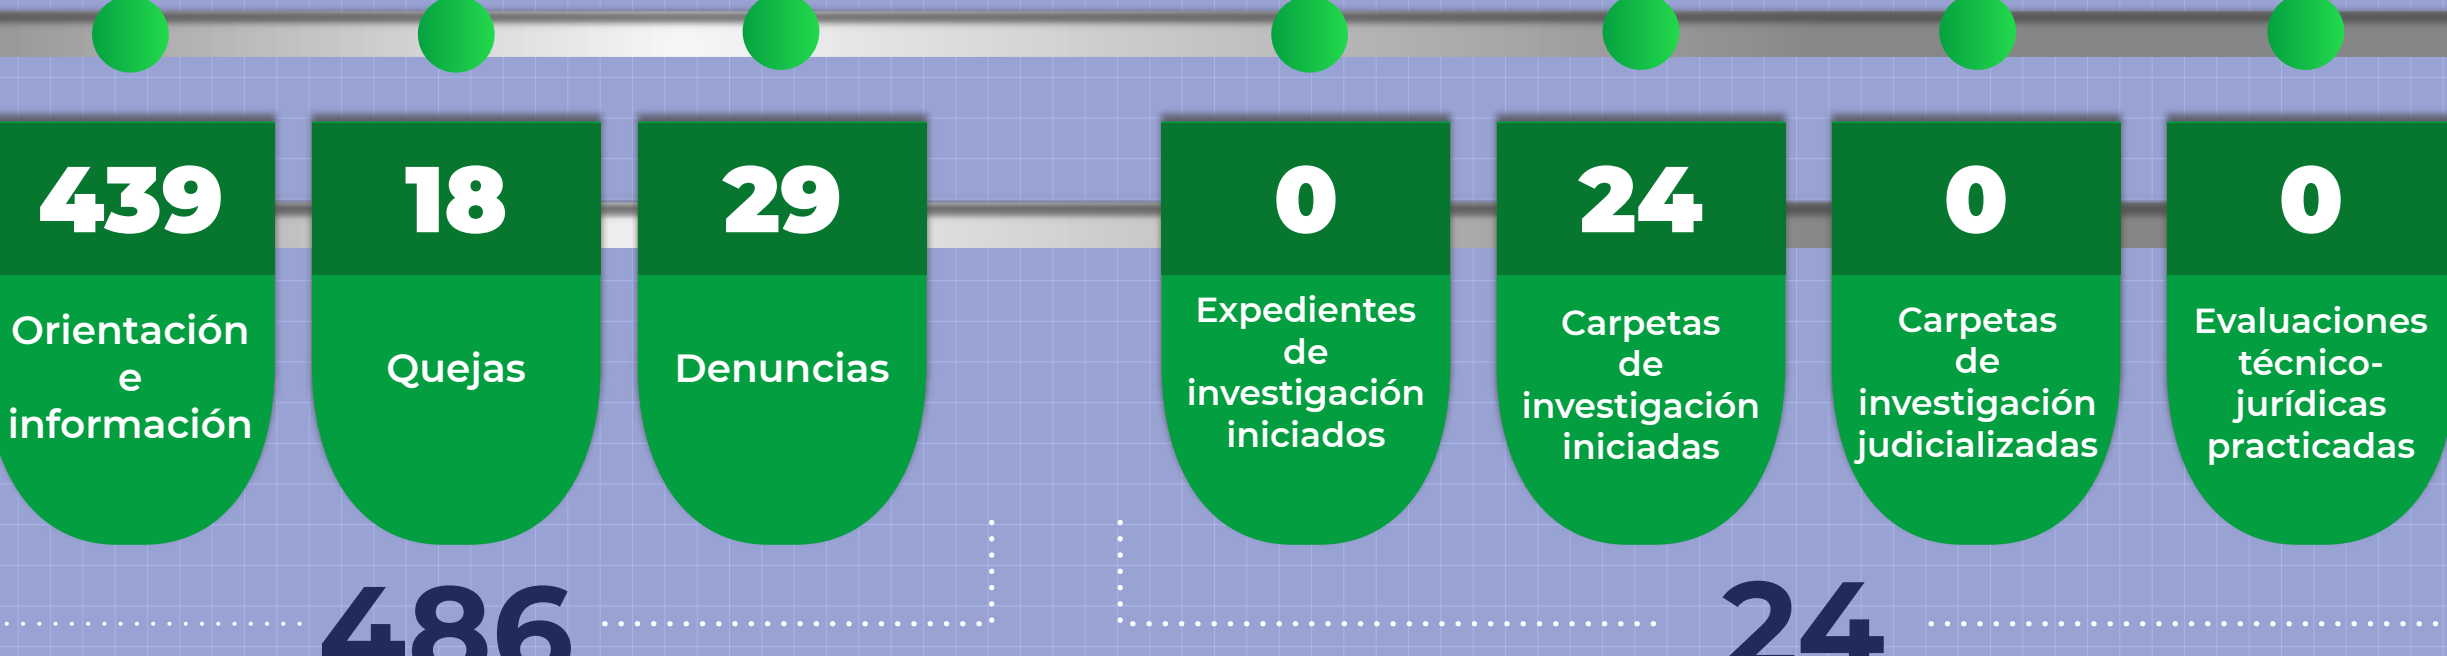 439
Orientación
e
información
18
Quejas
29
Denuncias
0
Expedientes
de
investigación
iniciados
24
Carpetas
de
investigación
iniciadas
0
Carpetas
de
investigación
judicializadas
0
Evaluaciones
técnico-
jurídicas
practicadas
486
24